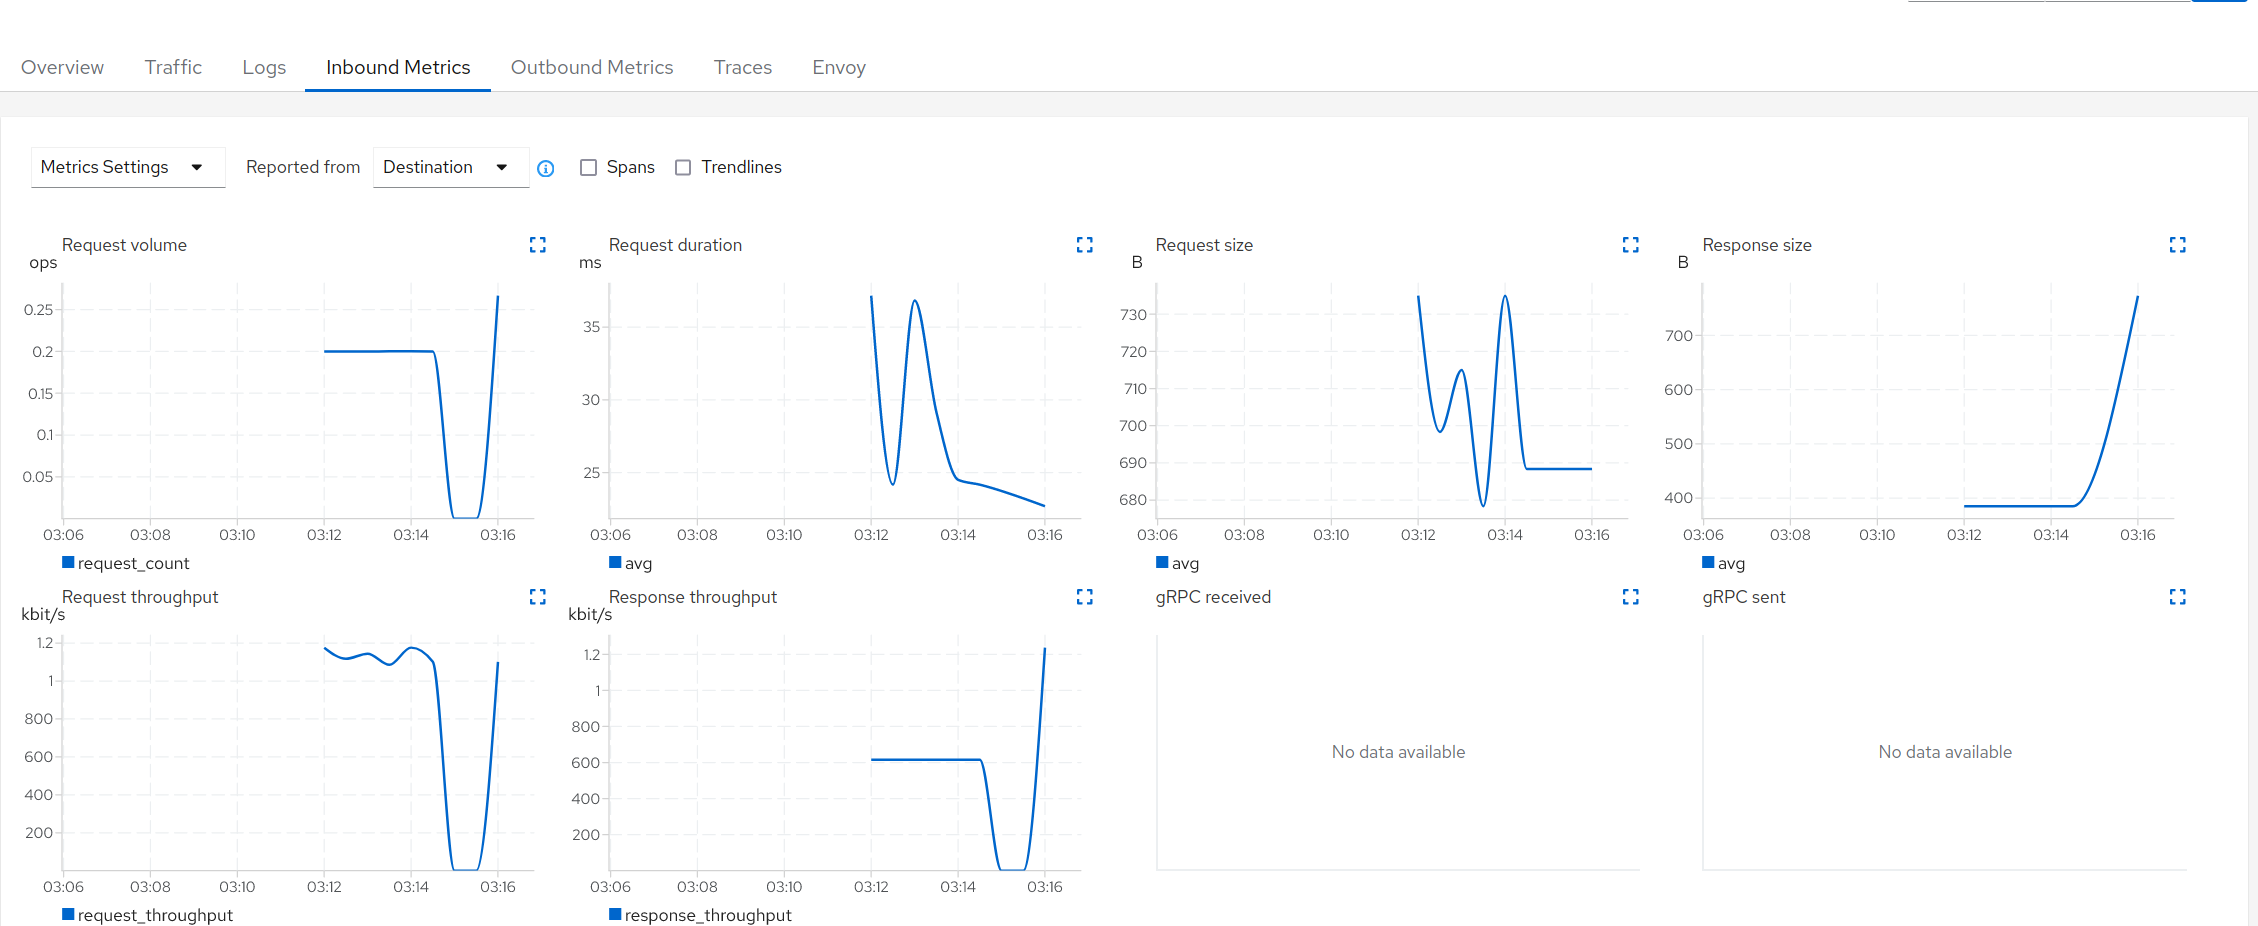 Overview Traffic Logs Inbound Metrics Outbound Metrics Traces Envoy
Metrics Settings Reported from Destination Spans Trendlines
Request volume
ops
0.25
0.2
0.15
0.1
0.05
03:06 03:08 03:10 03:12 03:14 03:16
request_count
Request duration
ms
35
30
25
03:06 03:08 03:10 03:12 03:14 03:16
avg
Request size
B
730
720
710
700
690
680
03:06 03:08 03:10 03:12 03:14 03:16
avg
Response size
B
700
600
500
400
03:06 03:08 03:10 03:12 03:14 03:16
avg
Request throughput
kbit/s
1.2
1
800
600
400
200
03:06 03:08 03:10 03:12 03:14 03:16
request_throughput
Response throughput
kbit/s
1.2
1
800
600
400
200
03:06 03:08 03:10 03:12 03:14 03:16
response_throughput
gRPC received
No data available
gRPC sent
No data available